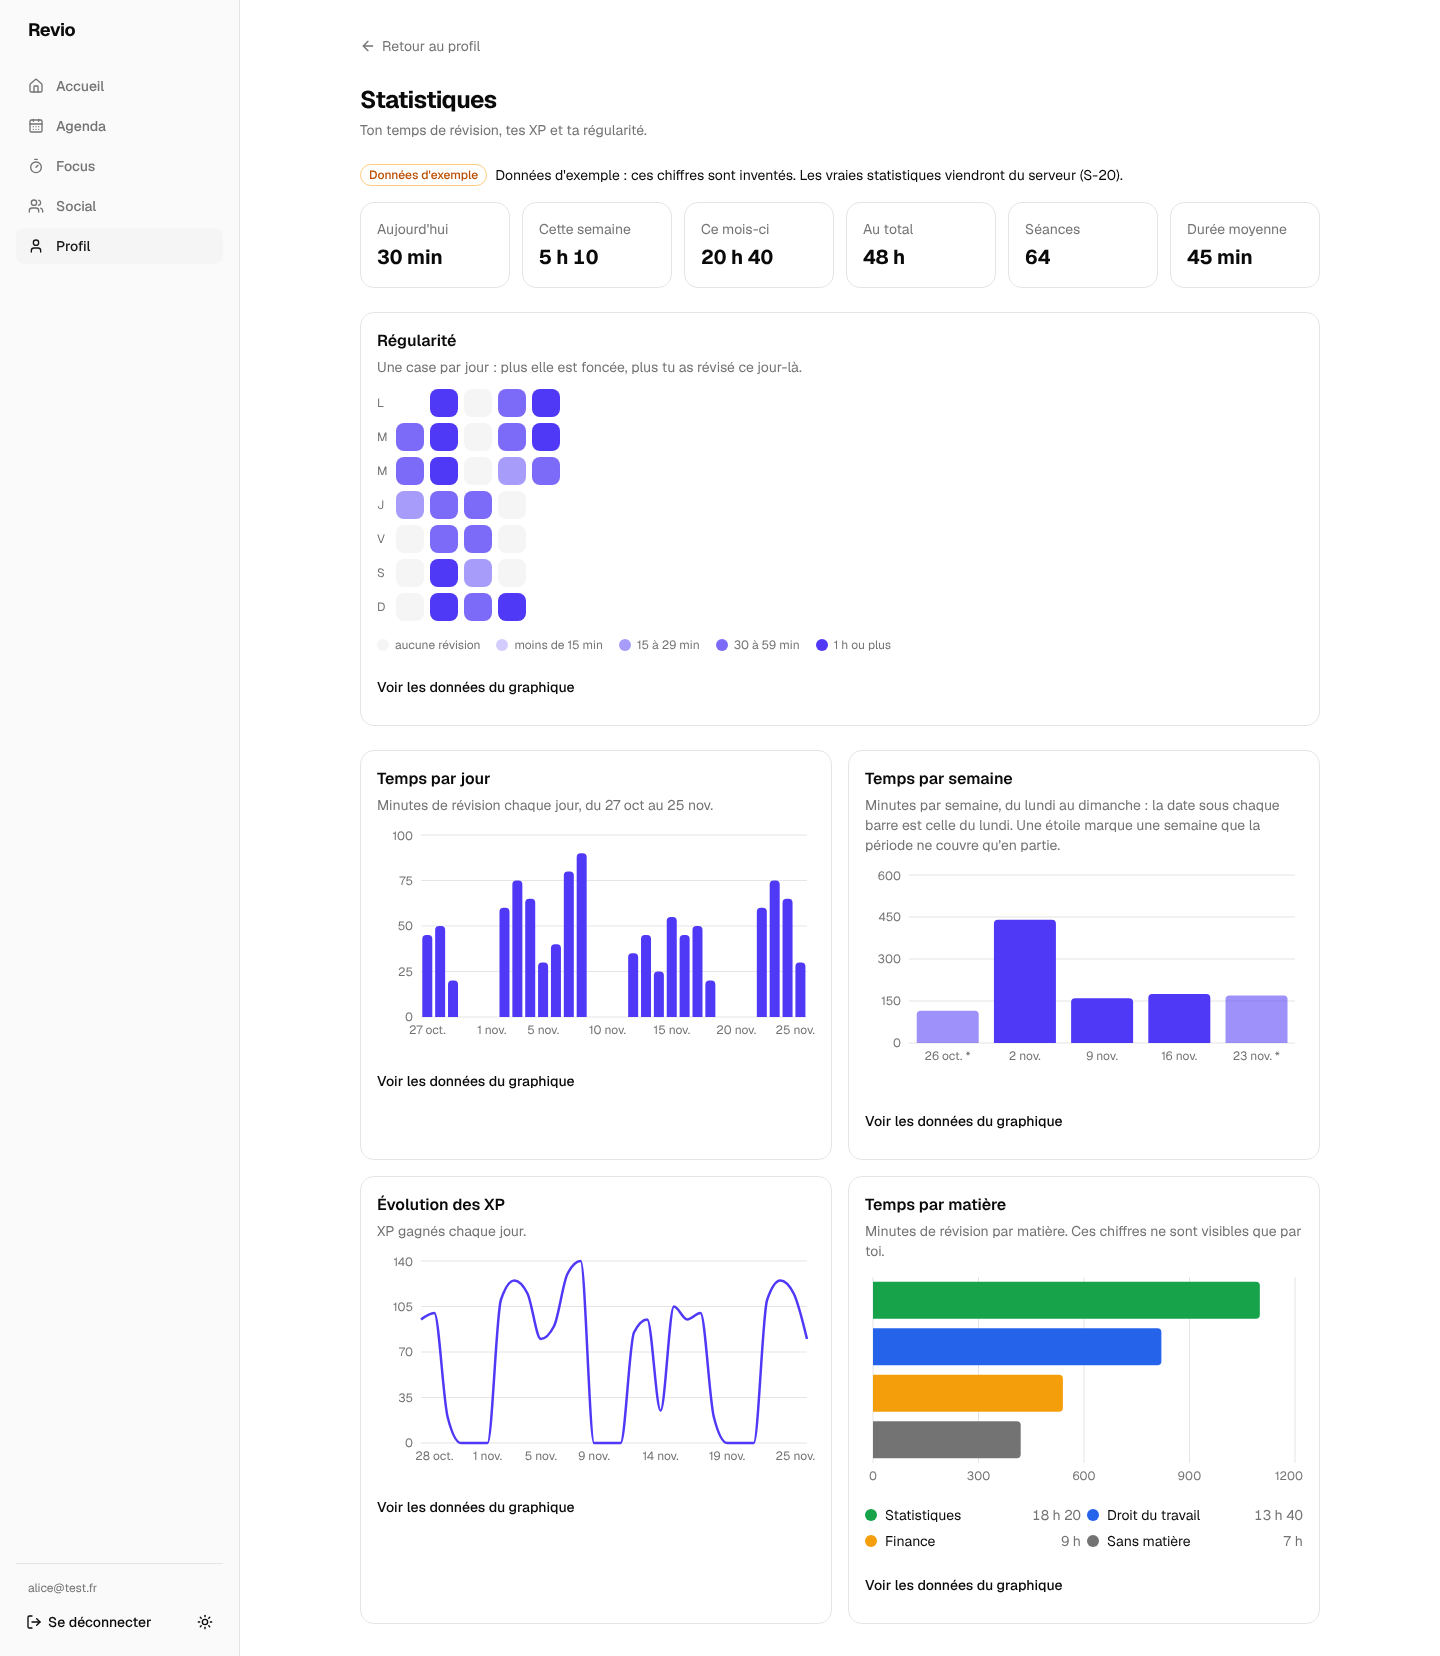 Revio
Accueil
Agenda
Focus
Social
Profil
alice@test.fr
Se déconnecter
Retour au profil
Statistiques
Ton temps de révision, tes XP et ta régularité.
Données d'exemple Données d'exemple : ces chiffres sont inventés. Les vraies statistiques viendront du serveur (S-20).
Aujourd'hui
30 min
Cette semaine
5 h 10
Ce mois-ci
20 h 40
Au total
48 h
Séances
64
Durée moyenne
45 min
Régularité
Une case par jour : plus elle est foncée, plus tu as révisé ce jour-là.
L
M
M
J
V
S
D
aucune révision moins de 15 min 15 à 29 min 30 à 59 min 1 h ou plus
Voir les données du graphique
Temps par jour
Minutes de révision chaque jour, du 27 oct au 25 nov.
100
75
50
25
0
27 oct. 1 nov. 5 nov. 10 nov. 15 nov. 20 nov. 25 nov.
Voir les données du graphique
Temps par semaine
Minutes par semaine, du lundi au dimanche : la date sous chaque
barre est celle du lundi. Une étoile marque une semaine que la
période ne couvre qu'en partie.
600
450
300
150
0
26 oct. * 2 nov. 9 nov. 16 nov. 23 nov. *
Voir les données du graphique
Évolution des XP
XP gagnés chaque jour.
140
105
70
35
0
28 oct. 1 nov. 5 nov. 9 nov. 14 nov. 19 nov. 25 nov.
Voir les données du graphique
Temps par matière
Minutes de révision par matière. Ces chiffres ne sont visibles que par
toi.
0 300 600 900 1200
Statistiques 18 h 20 Droit du travail 13 h 40
Finance 9 h Sans matière 7 h
Voir les données du graphique